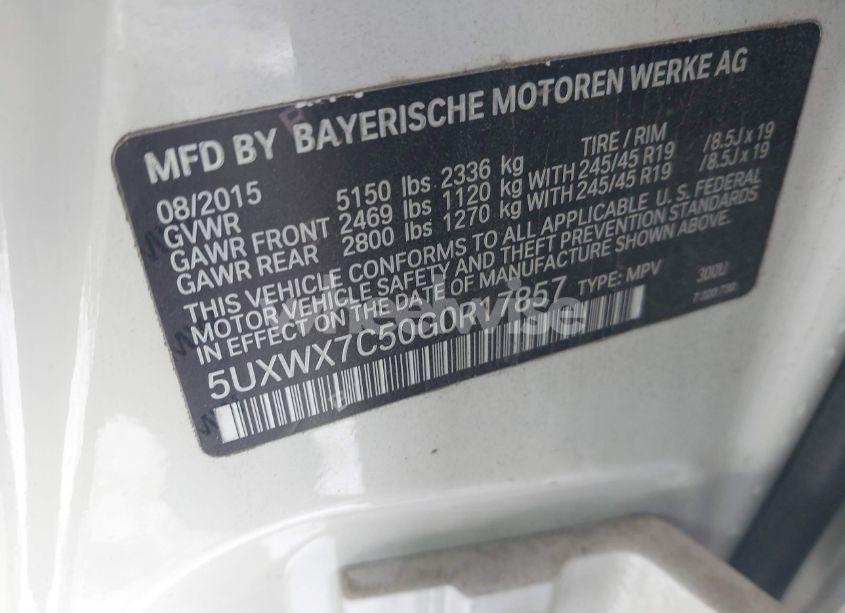 MFD BY BAYERISCHE MOTOREN WERKE AG
08/2015 TIRE / RIM
GVWR 5150 lbs 2336 kg
GAWR FRONT 2469 lbs 1120 kg WITH 245/45 R19 /8.5J x 19
GAWR REAR 2800 lbs 1270 kg WITH 245/45 R19 /8.5J x 19
THIS VEHICLE CONFORMS TO ALL APPLICABLE U. S. FEDERAL
MOTOR VEHICLE SAFETY AND THEFT PREVENTION STANDARDS
IN EFFECT ON THE DATE OF MANUFACTURE SHOWN ABOVE.
5UXWX7C50G0R17857 TYPE: MPV 300U